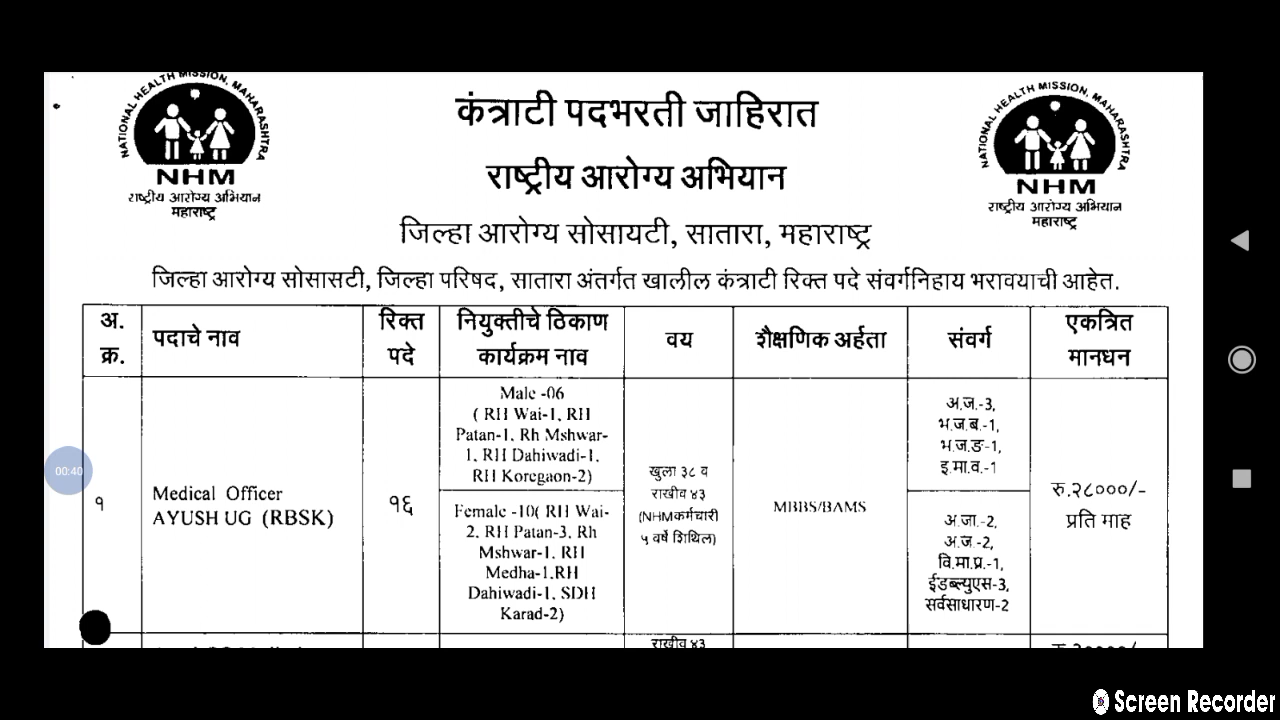 NATIONAL HEALTH MISSION, MAHARASHTRA
NHM
राष्ट्रीय आरोग्य अभियान
महाराष्ट्र
कंत्राटी पदभरती जाहिरात
राष्ट्रीय आरोग्य अभियान
जिल्हा आरोग्य सोसायटी, सातारा, महाराष्ट्र
NATIONAL HEALTH MISSION, MAHARASHTRA
NHM
राष्ट्रीय आरोग्य अभियान
महाराष्ट्र
जिल्हा आरोग्य सोसासटी, जिल्हा परिषद, सातारा अंतर्गत खालील कंत्राटी रिक्त पदे संवर्गनिहाय भरावयाची आहेत.
अ.
क्र.
पदाचे नाव
रिक्त
पदे
नियुक्तीचे ठिकाण
कार्यक्रम नाव
वय
शैक्षणिक अर्हता
संवर्ग
एकत्रित
मानधन
१
Medical Officer
AYUSH UG (RBSK)
१६
Male -06
( RH Wai-1, RH
Patan-1, Rh Mshwar-
1, RH Dahiwadi-1,
RH Koregaon-2)
Female -10( RH Wai-
2, RH Patan-3, Rh
Mshwar-1, RH
Medha-1,RH
Dahiwadi-1, SDH
Karad-2)
खुला ३८ व
राखीव ४३
(NHMकर्मचारी
५ वर्षे शिथिल)
MBBS/BAMS
अ.ज.-3,
भ.ज.ब.-1,
भ.ज.ङ-1,
इ.मा.व.-1
अ.जा.-2,
अ.ज.-2,
वि.मा.प्र.-1,
ईडब्ल्युएस-3,
सर्वसाधारण-2
रु.२८०००/-
प्रति माह
राखीव ४३
00:40
Screen Recorder